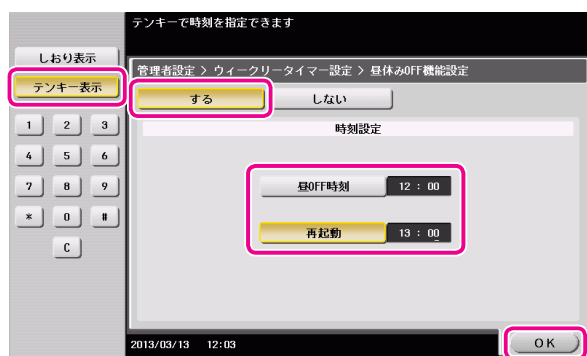 テンキーで時刻を指定できます
しおり表示
テンキー表示
1 2 3
4 5 6
7 8 9
* 0 #
C
管理者設定 > ウィークリータイマー設定 > 昼休みOFF機能設定
する しない
時刻設定
昼OFF時刻 12 : 00
再起動 13 : 00
2013/03/13 12:03
OK